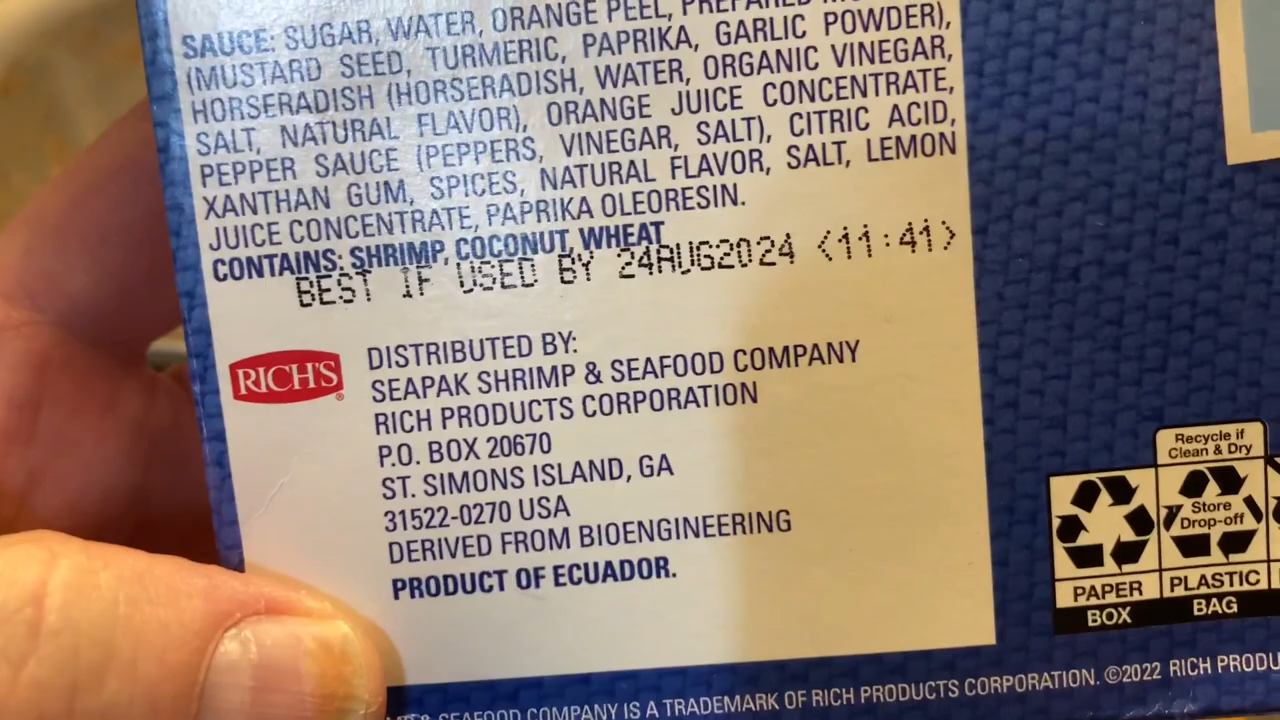 SAUCE: SUGAR, WATER, ORANGE PEEL, PREPARED
(MUSTARD SEED, TURMERIC, PAPRIKA, GARLIC POWDER),
HORSERADISH (HORSERADISH, WATER, ORGANIC VINEGAR,
SALT, NATURAL FLAVOR), ORANGE JUICE CONCENTRATE,
PEPPER SAUCE (PEPPERS, VINEGAR, SALT), CITRIC ACID,
XANTHAN GUM, SPICES, NATURAL FLAVOR, SALT, LEMON
JUICE CONCENTRATE, PAPRIKA OLEORESIN.
CONTAINS: SHRIMP, COCONUT, WHEAT
BEST IF USED BY 24AUG2024 <11:41>
RICH'S®
DISTRIBUTED BY:
SEAPAK SHRIMP & SEAFOOD COMPANY
RICH PRODUCTS CORPORATION
P.O. BOX 20670
ST. SIMONS ISLAND, GA
31522-0270 USA
DERIVED FROM BIOENGINEERING
PRODUCT OF ECUADOR.
Recycle if
Clean & Dry
Store
Drop-off
PAPER
BOX
PLASTIC
BAG
& SEAFOOD COMPANY IS A TRADEMARK OF RICH PRODUCTS CORPORATION. ©2022 RICH PRODU